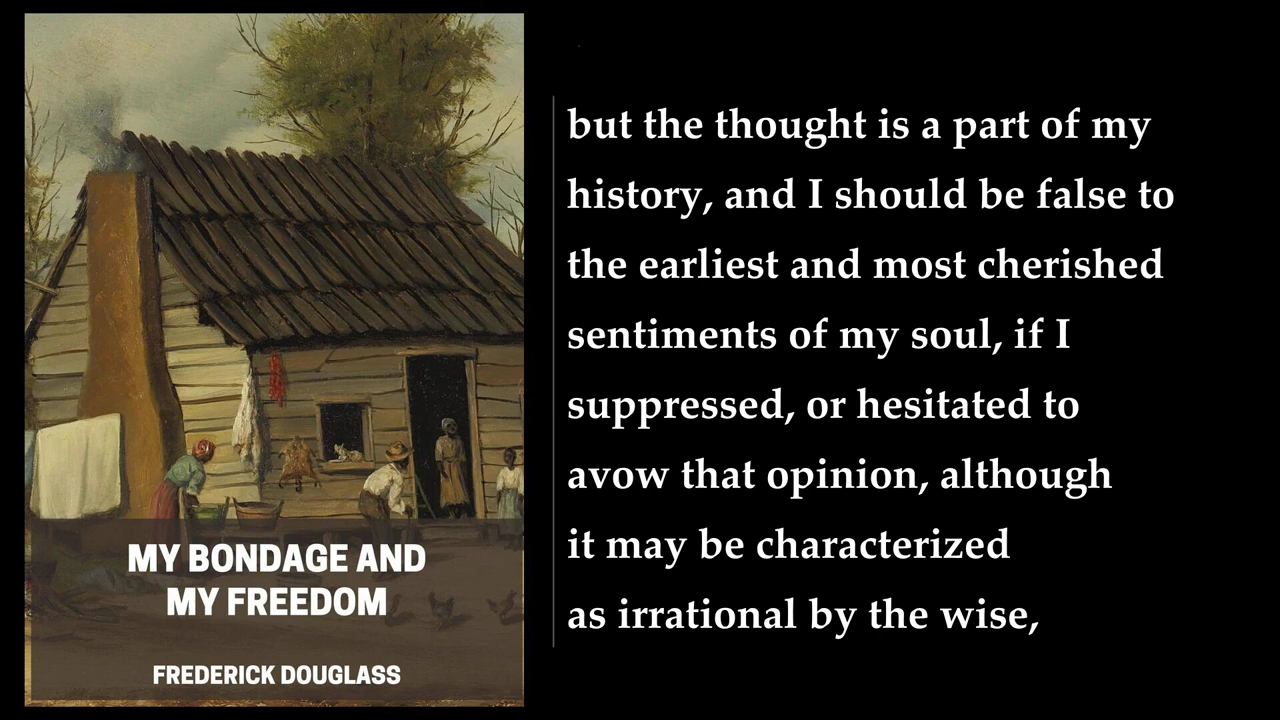 MY BONDAGE AND
MY FREEDOM
FREDERICK DOUGLASS
but the thought is a part of my
history, and I should be false to
the earliest and most cherished
sentiments of my soul, if I
suppressed, or hesitated to
avow that opinion, although
it may be characterized
as irrational by the wise,